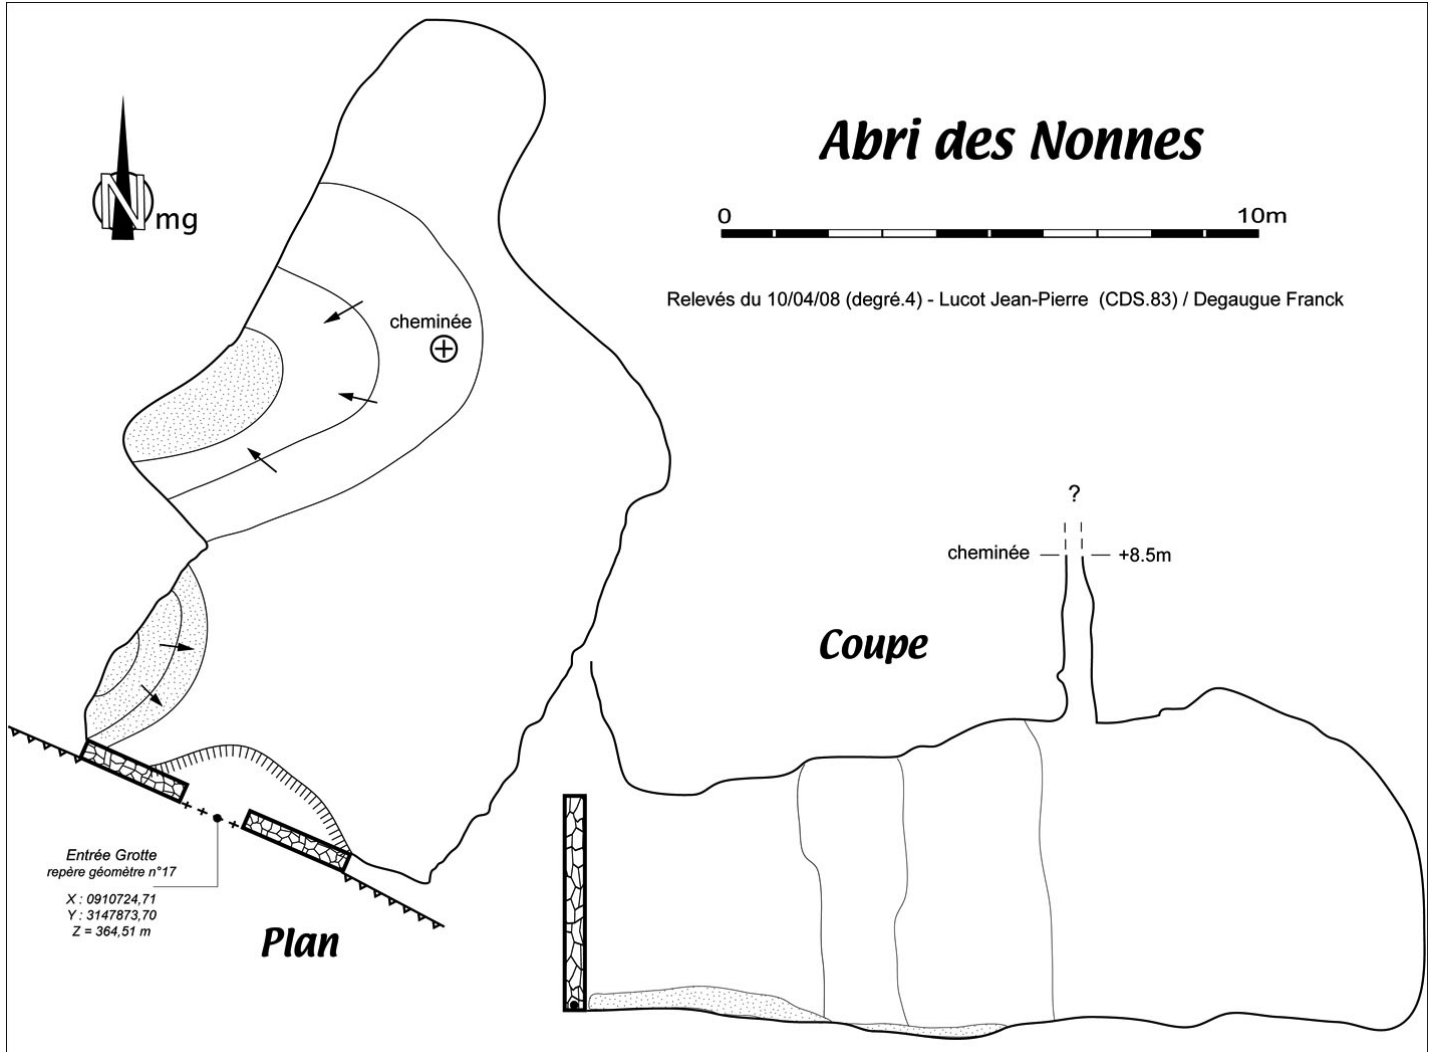 Abri des Nonnes
N mg
0 10m
Relevés du 10/04/08 (degré.4) - Lucot Jean-Pierre (CDS.83) / Degaugue Franck
cheminée
?
cheminée +8.5m
Coupe
Entrée Grotte
repère géomètre n°17
X : 0910724,71
Y : 3147873,70
Z = 364,51 m
Plan